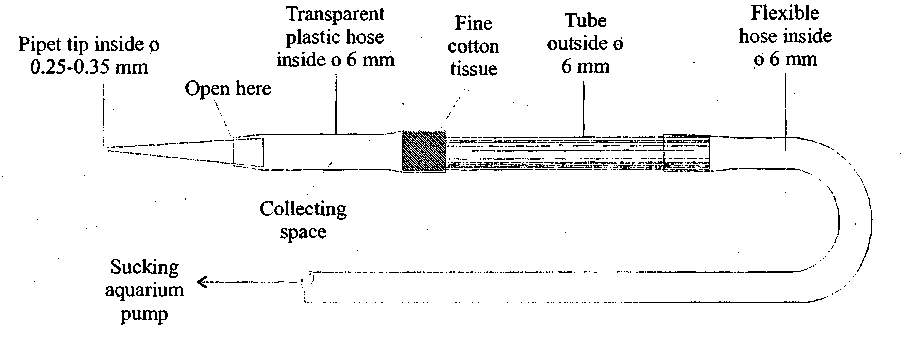 Pipet tip inside ø
0.25-0.35 mm
Open here
Transparent
plastic hose
inside ø 6 mm
Fine
cotton
tissue
Tube
outside ø
6 mm
Flexible
hose inside
ø 6 mm
Collecting
space
Sucking
aquarium
pump